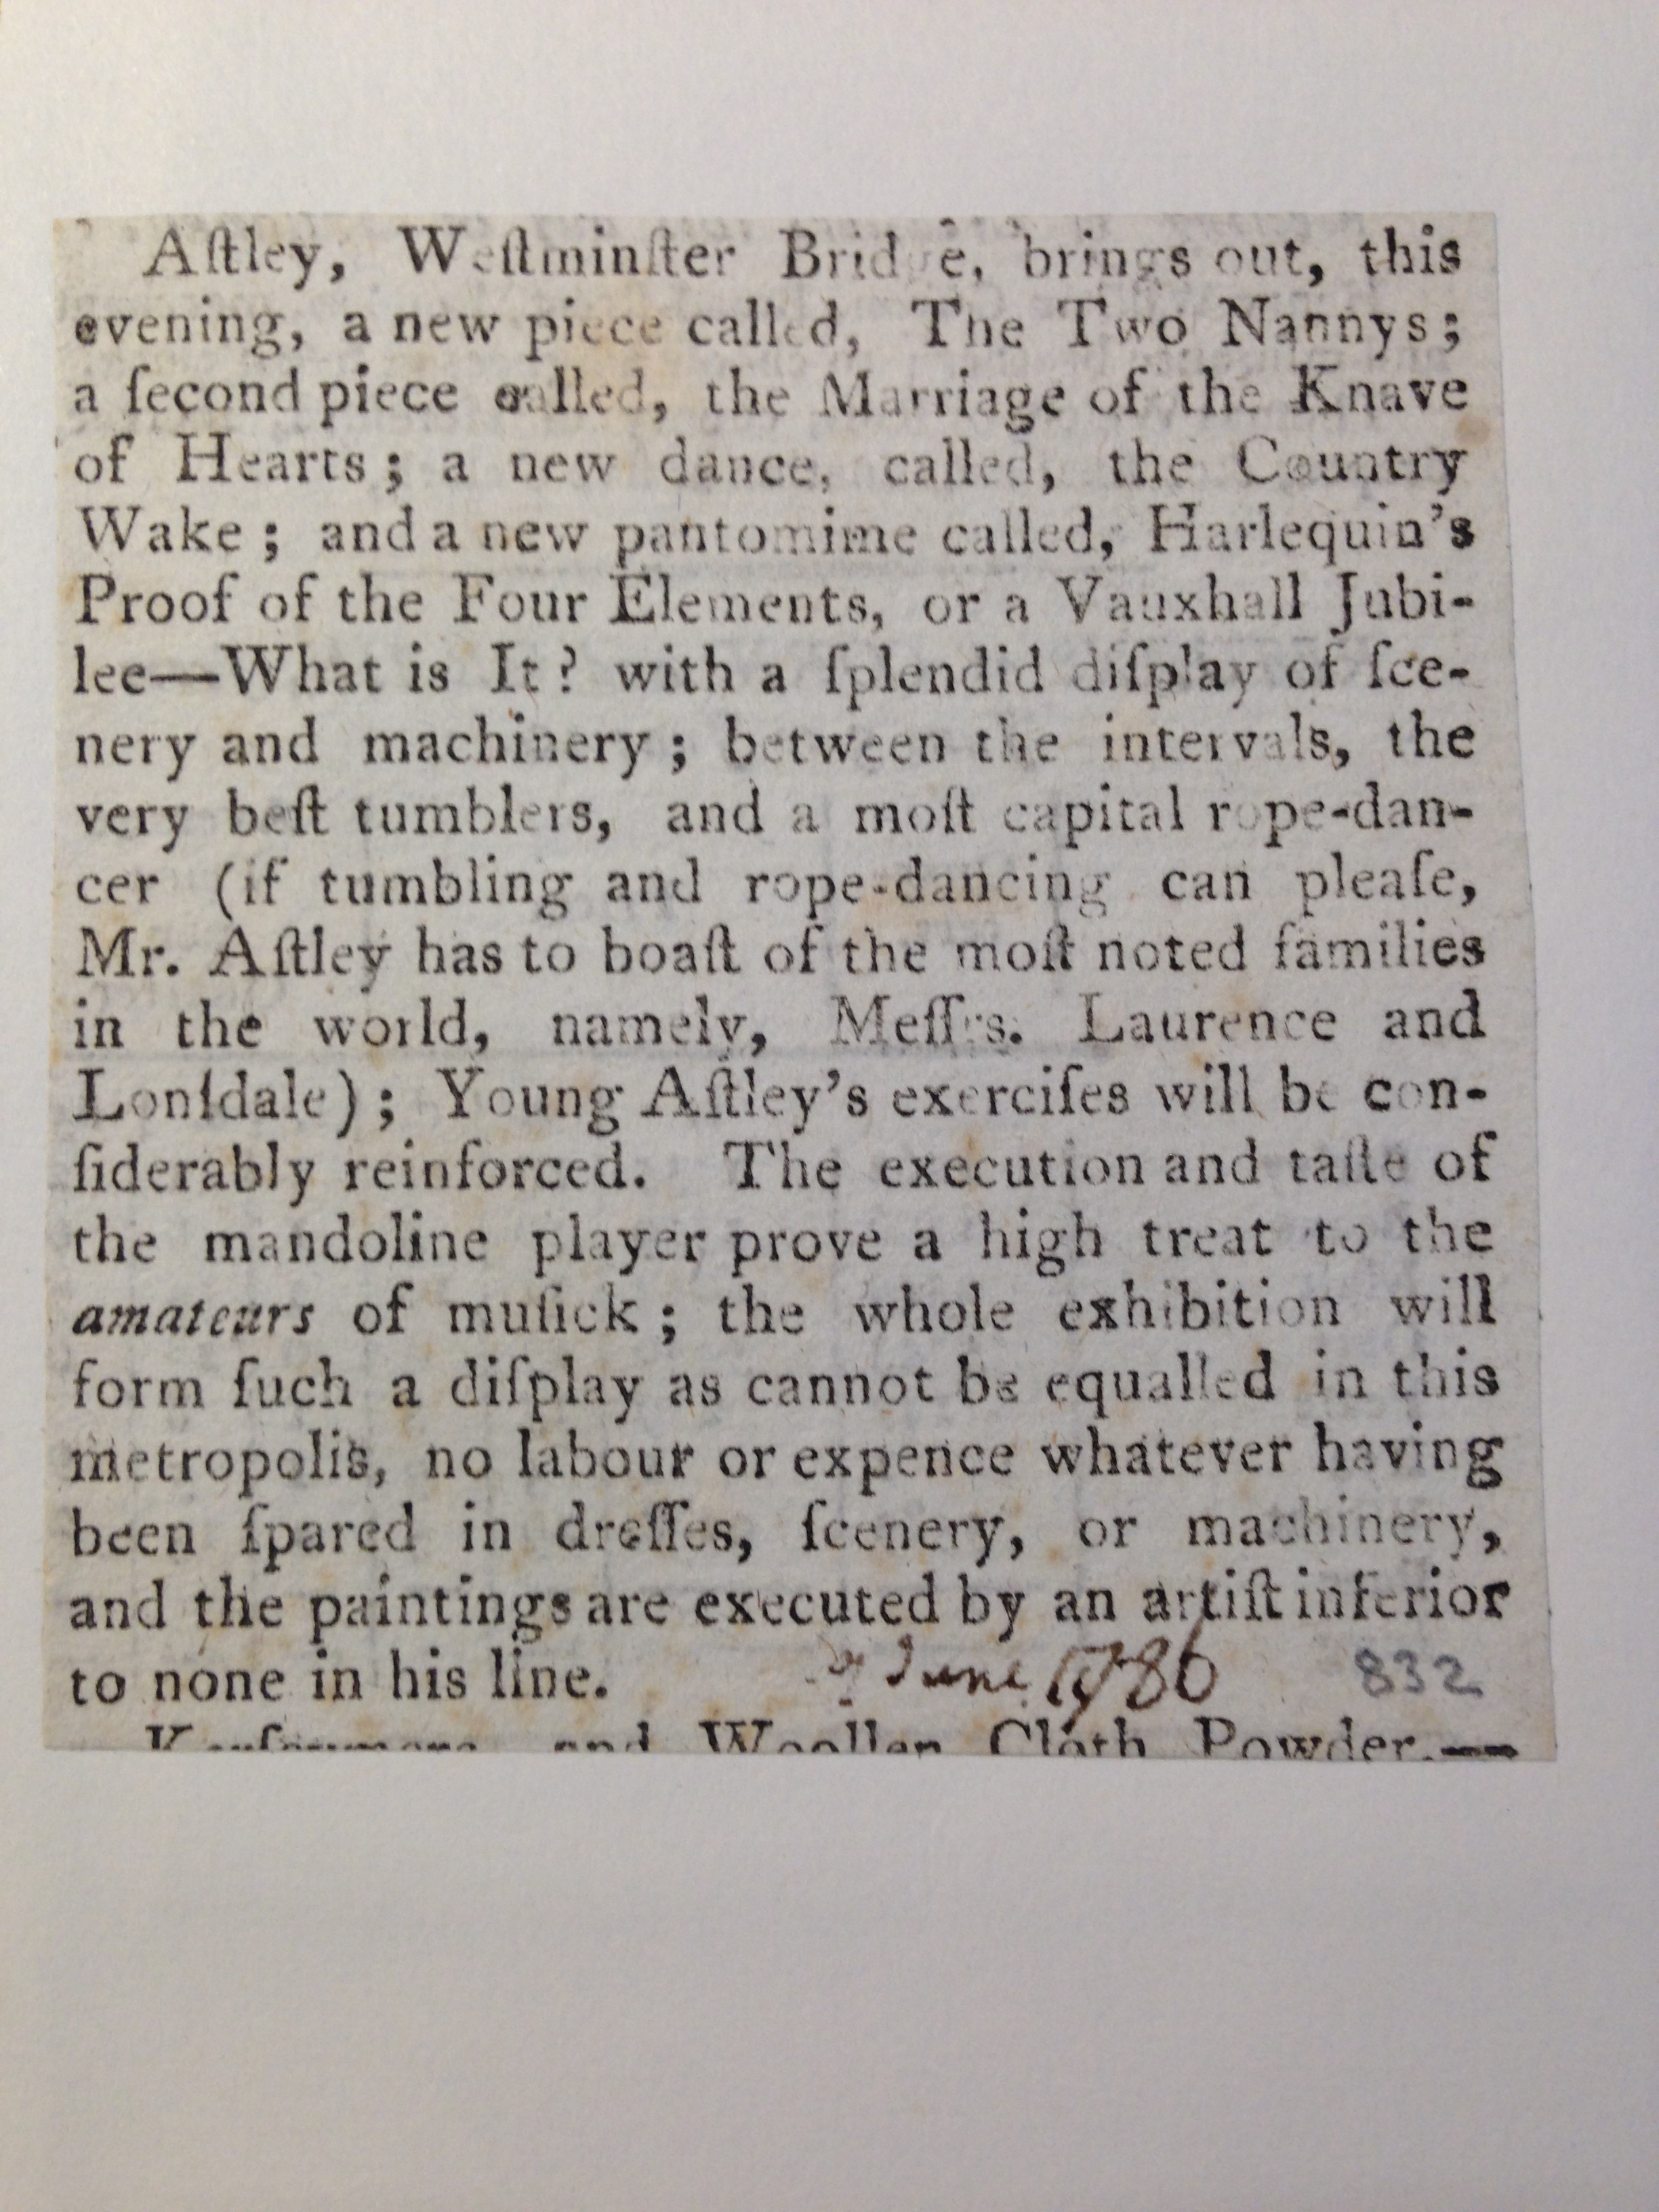 Aſtley, Weſtminſter Bridge, brings out, this
evening, a new piece called, The Two Nannys;
a ſecond piece called, the Marriage of the Knave
of Hearts; a new dance, called, the Country
Wake; and a new pantomime called, Harlequin's
Proof of the Four Elements, or a Vauxhall Jubi-
lee—What is It? with a ſplendid diſplay of ſce-
nery and machinery; between the intervals, the
very beſt tumblers, and a moſt capital rope-dan-
cer (if tumbling and rope-dancing can pleaſe,
Mr. Aſtley has to boaſt of the moſt noted families
in the world, namely, Meſſrs. Laurence and
Lonſdale); Young Aſtley's exerciſes will be con-
ſiderably reinforced. The execution and taſte of
the mandoline player prove a high treat to the
amateurs of muſick; the whole exhibition will
form ſuch a diſplay as cannot be equalled in this
metropolis, no labour or expence whatever having
been ſpared in dreſſes, ſcenery, or machinery,
and the paintings are executed by an artiſt inferior
to none in his line. June 1786 832
and Woollen Cloth Powder.—